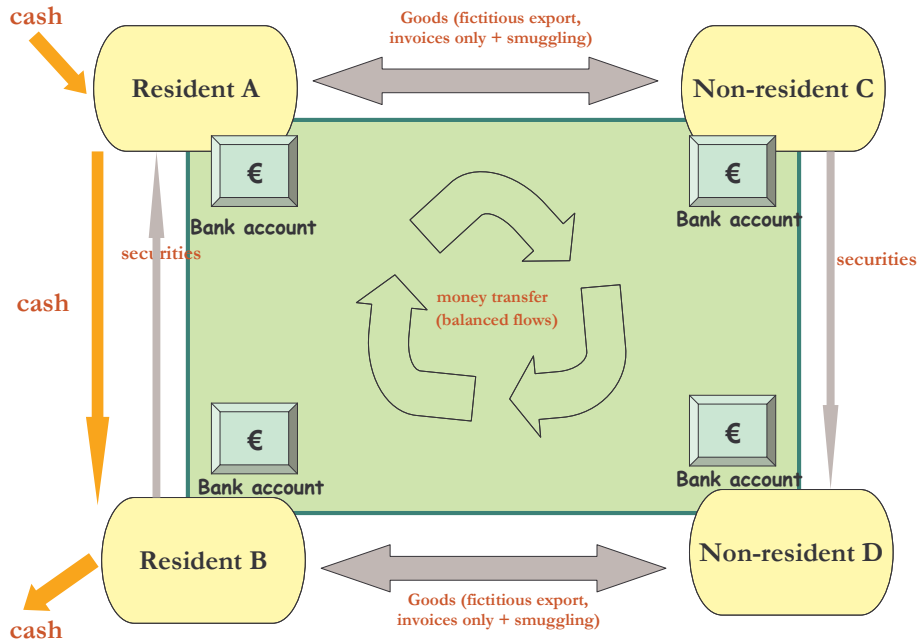 cash
Goods (fictitious export,
invoices only + smuggling)
Resident A
Non-resident C
€
Bank account
€
Bank account
securities
securities
cash
money transfer
(balanced flows)
€
Bank account
€
Bank account
Resident B
Non-resident D
cash
Goods (fictitious export,
invoices only + smuggling)